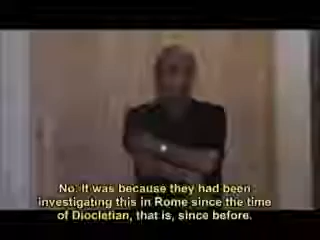 No: It was because they had been
investigating this in Rome since the time
of Diocletian, that is, since before.